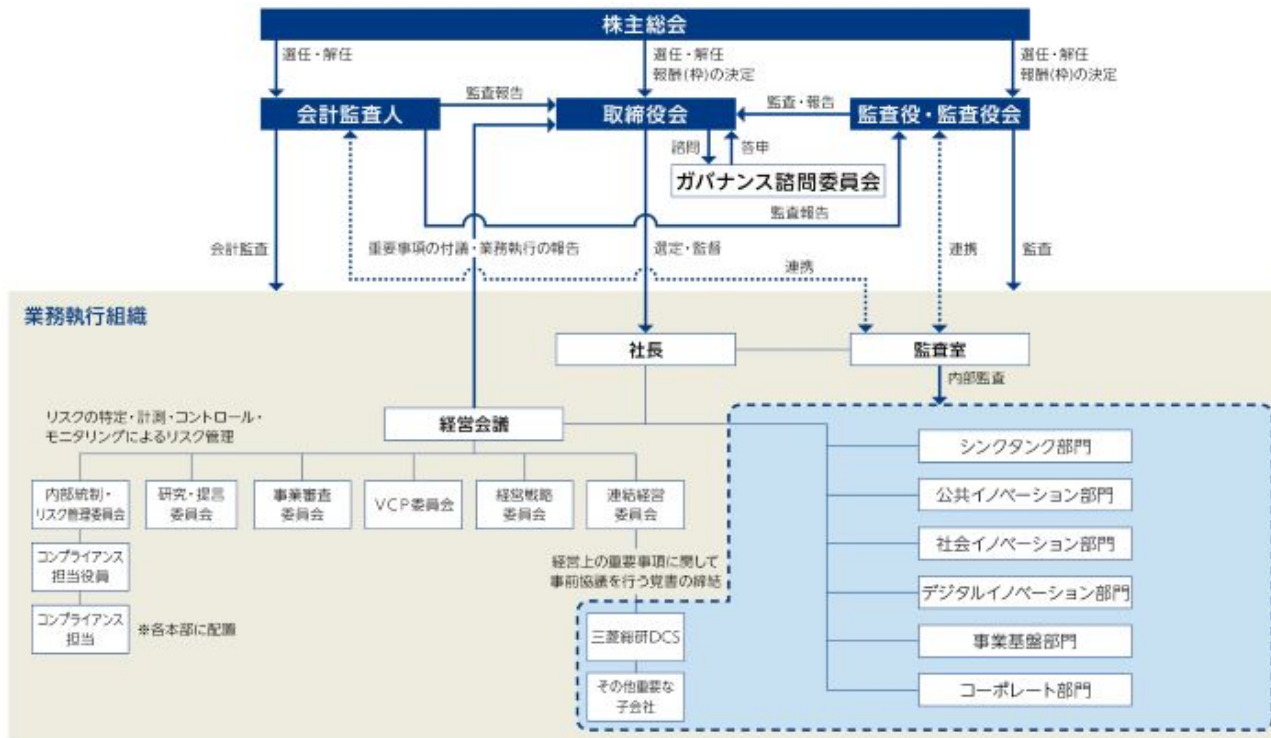 株主総会
選任・解任
選任・解任
報酬(枠)の決定
選任・解任
報酬(枠)の決定
会計監査人
監査報告
取締役会
監査・報告
監査役・監査役会
諮問
答申
ガバナンス諮問委員会
監査報告
会計監査
重要事項の付議・業務執行の報告
選定・監督
連携
連携
監査
業務執行組織
社長
監査室
内部監査
リスクの特定・計測・コントロール・
モニタリングによるリスク管理
経営会議
内部統制・
リスク管理委員会
研究・提言
委員会
事業審査
委員会
VCP委員会
経営戦略
委員会
連結経営
委員会
コンプライアンス
担当役員
コンプライアンス
担当
※各本部に配置
経営上の重要事項に関して
事前協議を行う覚書の締結
三菱総研DCS
その他重要な
子会社
シンクタンク部門
公共イノベーション部門
社会イノベーション部門
デジタルイノベーション部門
事業基盤部門
コーポレート部門